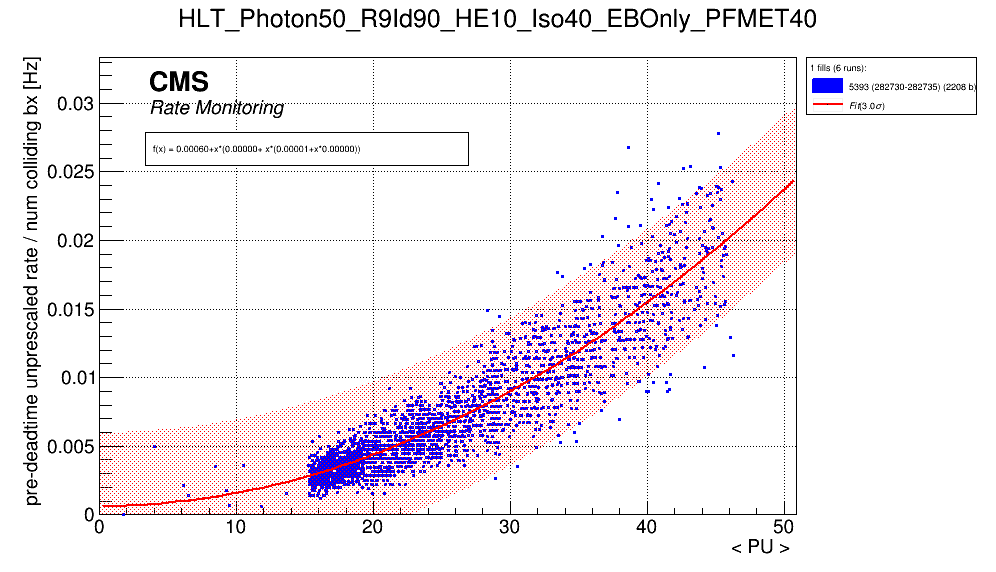 HLT_Photon50_R9Id90_HE10_Iso40_EBOnly_PFMET40
pre-deadtime unprescaled rate / num colliding bx [Hz]
CMS
Rate Monitoring
f(x) = 0.00060+x*(0.00000+ x*(0.00001+x*0.00000))
1 fills (6 runs):
5393 (282730-282735) (2208 b)
Fit(3.0σ)
0.03
0.025
0.02
0.015
0.01
0.005
0
0 10 20 30 40 50
< PU >